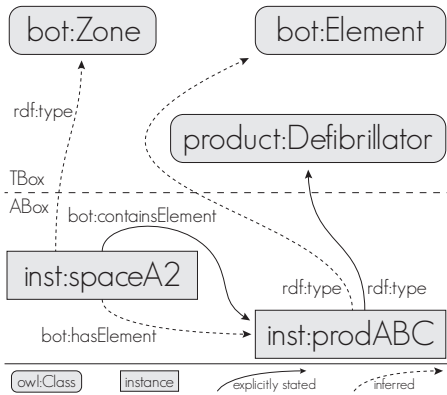 bot:Zone
bot:Element
rdf:type
product:Defibrillator
TBox
ABox
bot:containsElement
inst:spaceA2
rdf:type
rdf:type
bot:hasElement
inst:prodABC
owl:Class
instance
explicitly stated
inferred